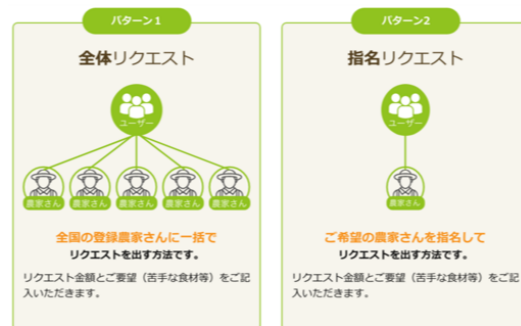 パターン1
全体リクエスト
ユーザー
農家さん 農家さん 農家さん 農家さん 農家さん
全国の登録農家さんに一括で
リクエストを出す方法です。
リクエスト金額とご要望（苦手な食材等）をご記
入いただきます。
パターン2
指名リクエスト
ユーザー
農家さん
ご希望の農家さんを指名して
リクエストを出す方法です。
リクエスト金額とご要望（苦手な食材等）をご記
入いただきます。